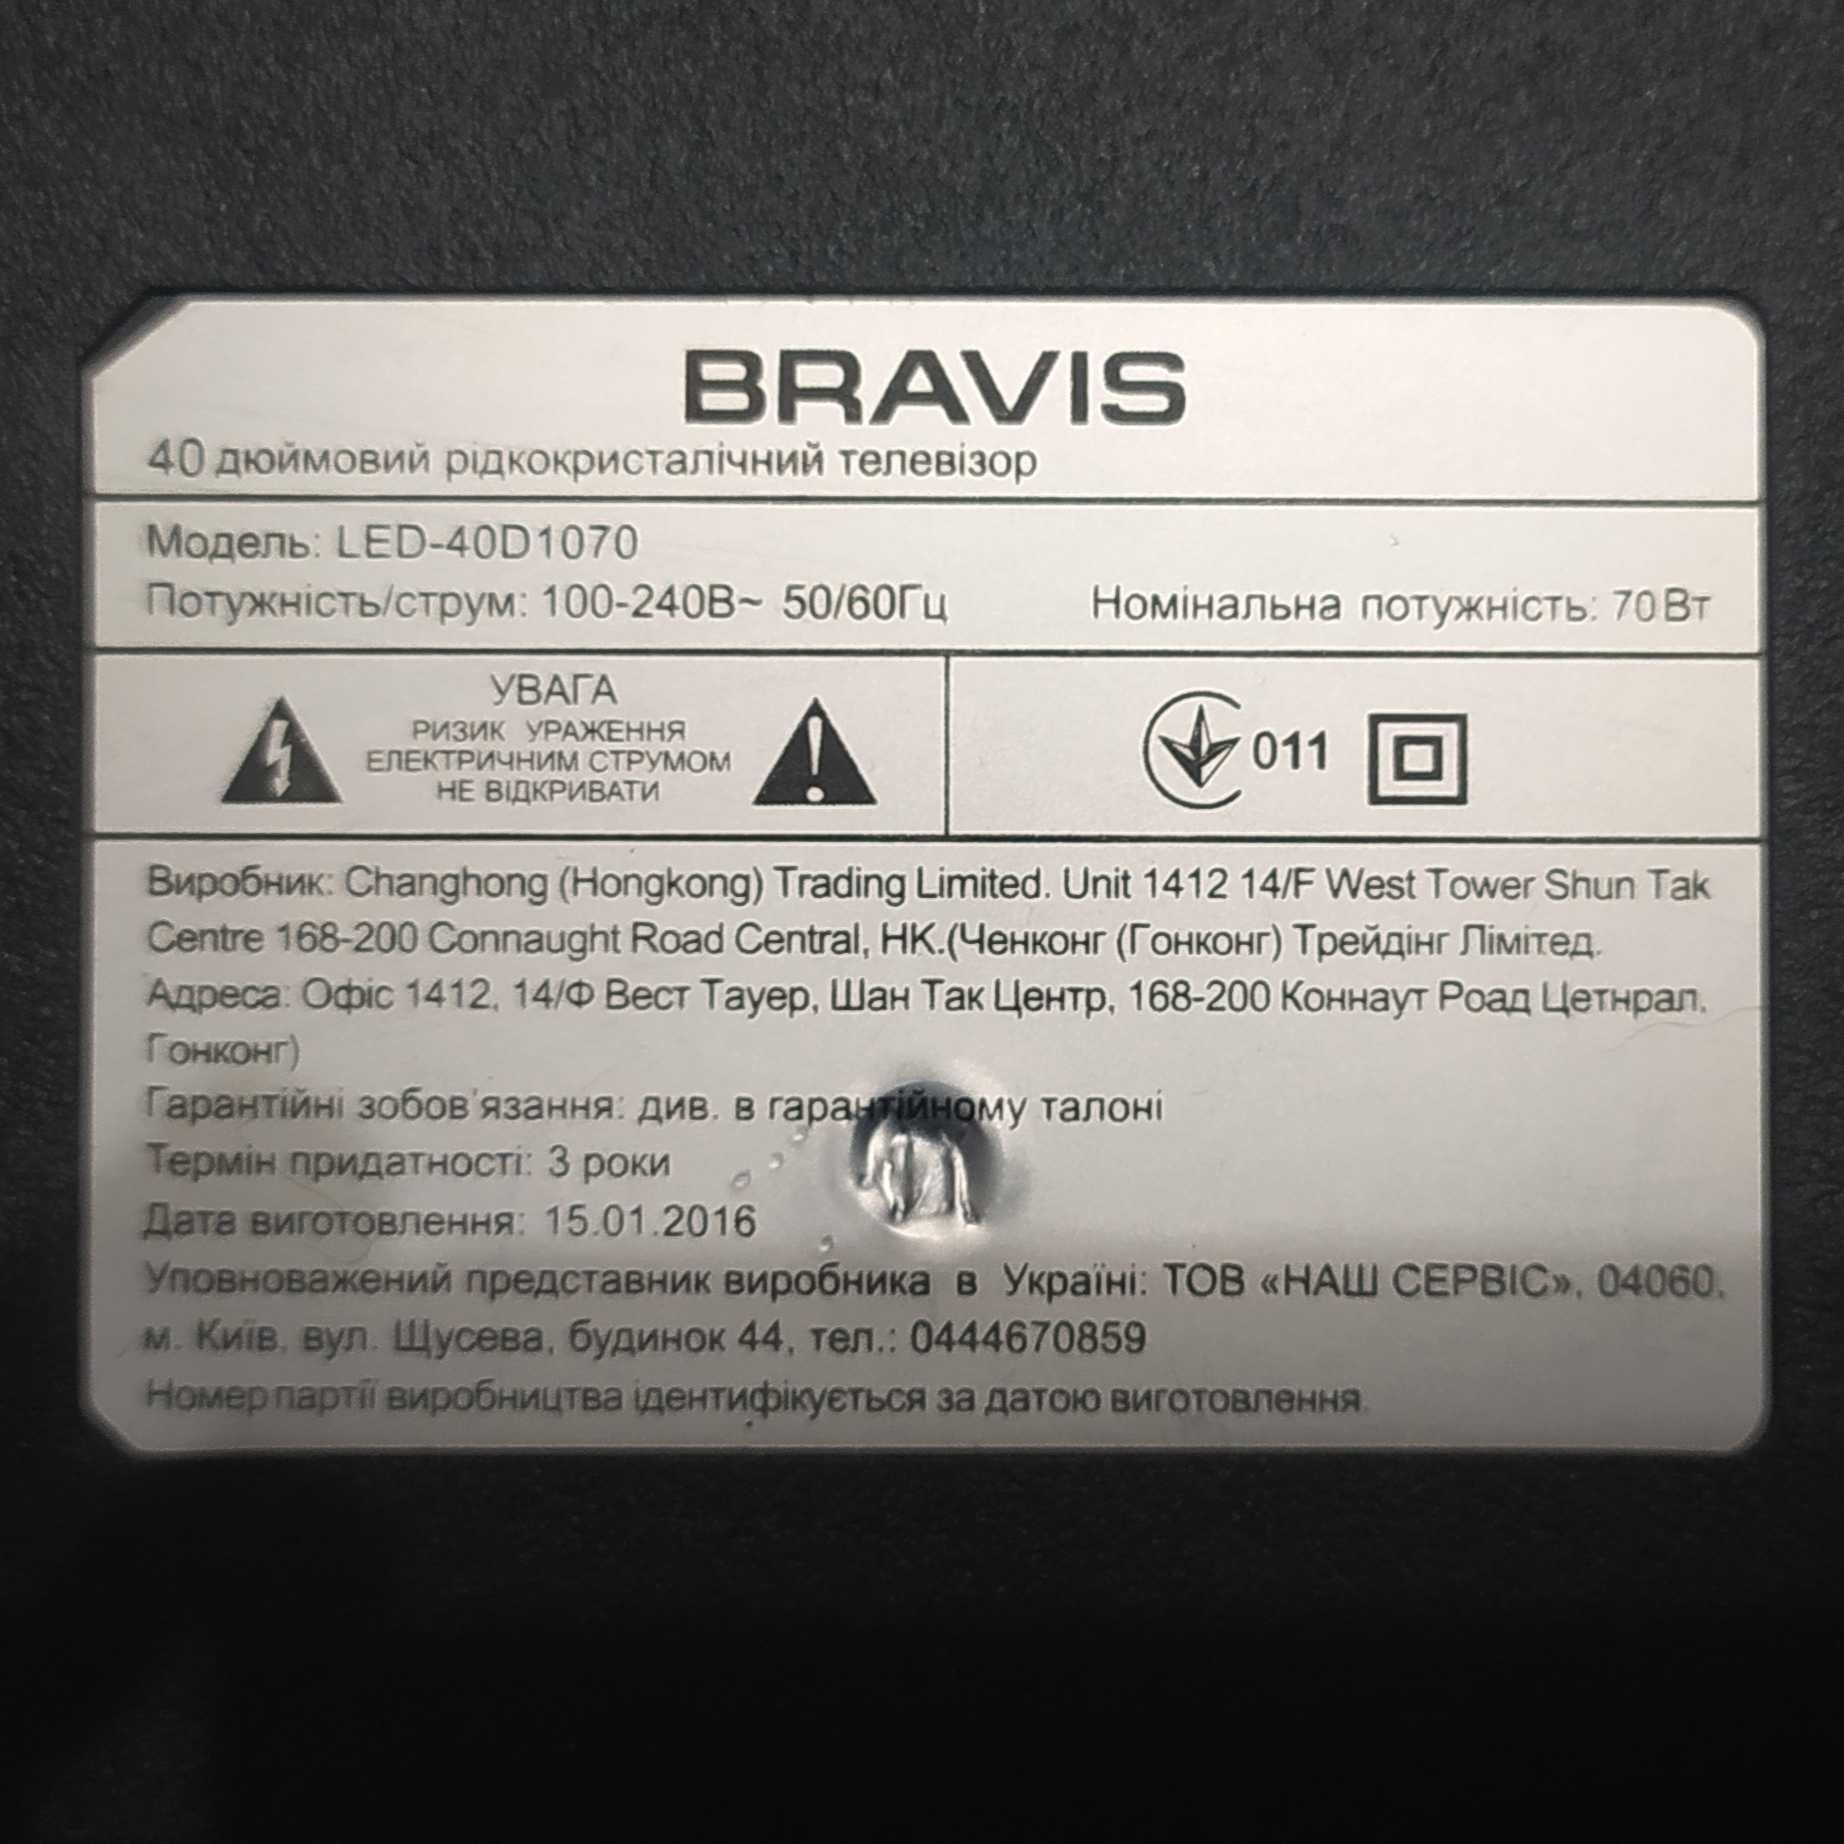 BRAVIS
40 дюймовий рідкокристалічний телевізор
Модель: LED-40D1070
Потужність/струм: 100-240В~ 50/60Гц Номінальна потужність: 70Вт
УВАГА
РИЗИК УРАЖЕННЯ
ЕЛЕКТРИЧНИМ СТРУМОМ
НЕ ВІДКРИВАТИ
011
Виробник: Changhong (Hongkong) Trading Limited. Unit 1412 14/F West Tower Shun Tak
Centre 168-200 Connaught Road Central, HK.(Ченконг (Гонконг) Трейдінг Лімітед.
Адреса: Офіс 1412, 14/Ф Вест Тауер, Шан Так Центр, 168-200 Коннаут Роад Цетнрал,
Гонконг)
Гарантійні зобов'язання: див. в гарантійному талоні
Термін придатності: 3 роки
Дата виготовлення: 15.01.2016
Уповноважений представник виробника в Україні: ТОВ «НАШ СЕРВІС», 04060,
м. Київ, вул. Щусева, будинок 44, тел.: 0444670859
Номер партії виробництва ідентифікується за датою виготовлення.